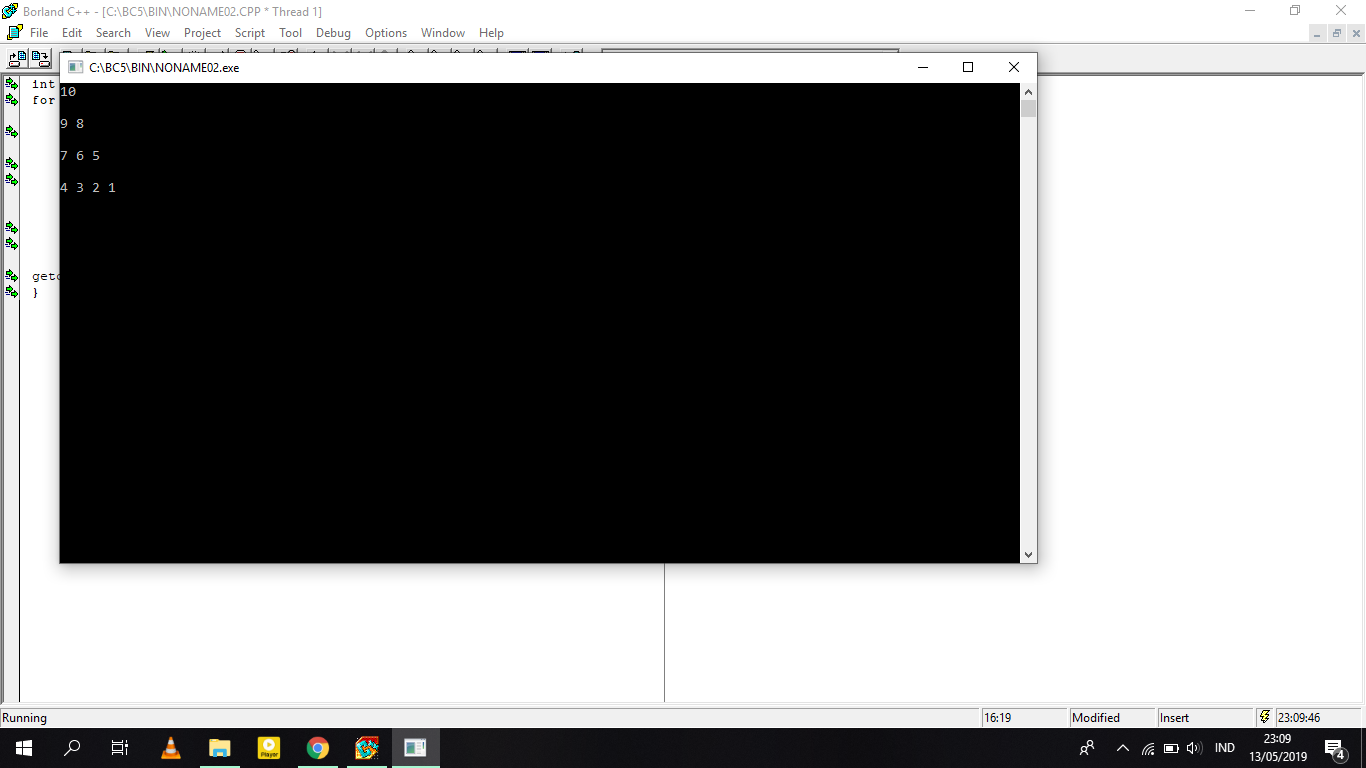 Borland C++ - [C:\BC5\BIN\NONAME02.CPP * Thread 1]
File Edit Search View Project Script Tool Debug Options Window Help
C:\BC5\BIN\NONAME02.exe
int
for
10
9 8
7 6 5
4 3 2 1
}
Running 16:19 Modified Insert 23:09:46
Player
IND
23:09
13/05/2019
4